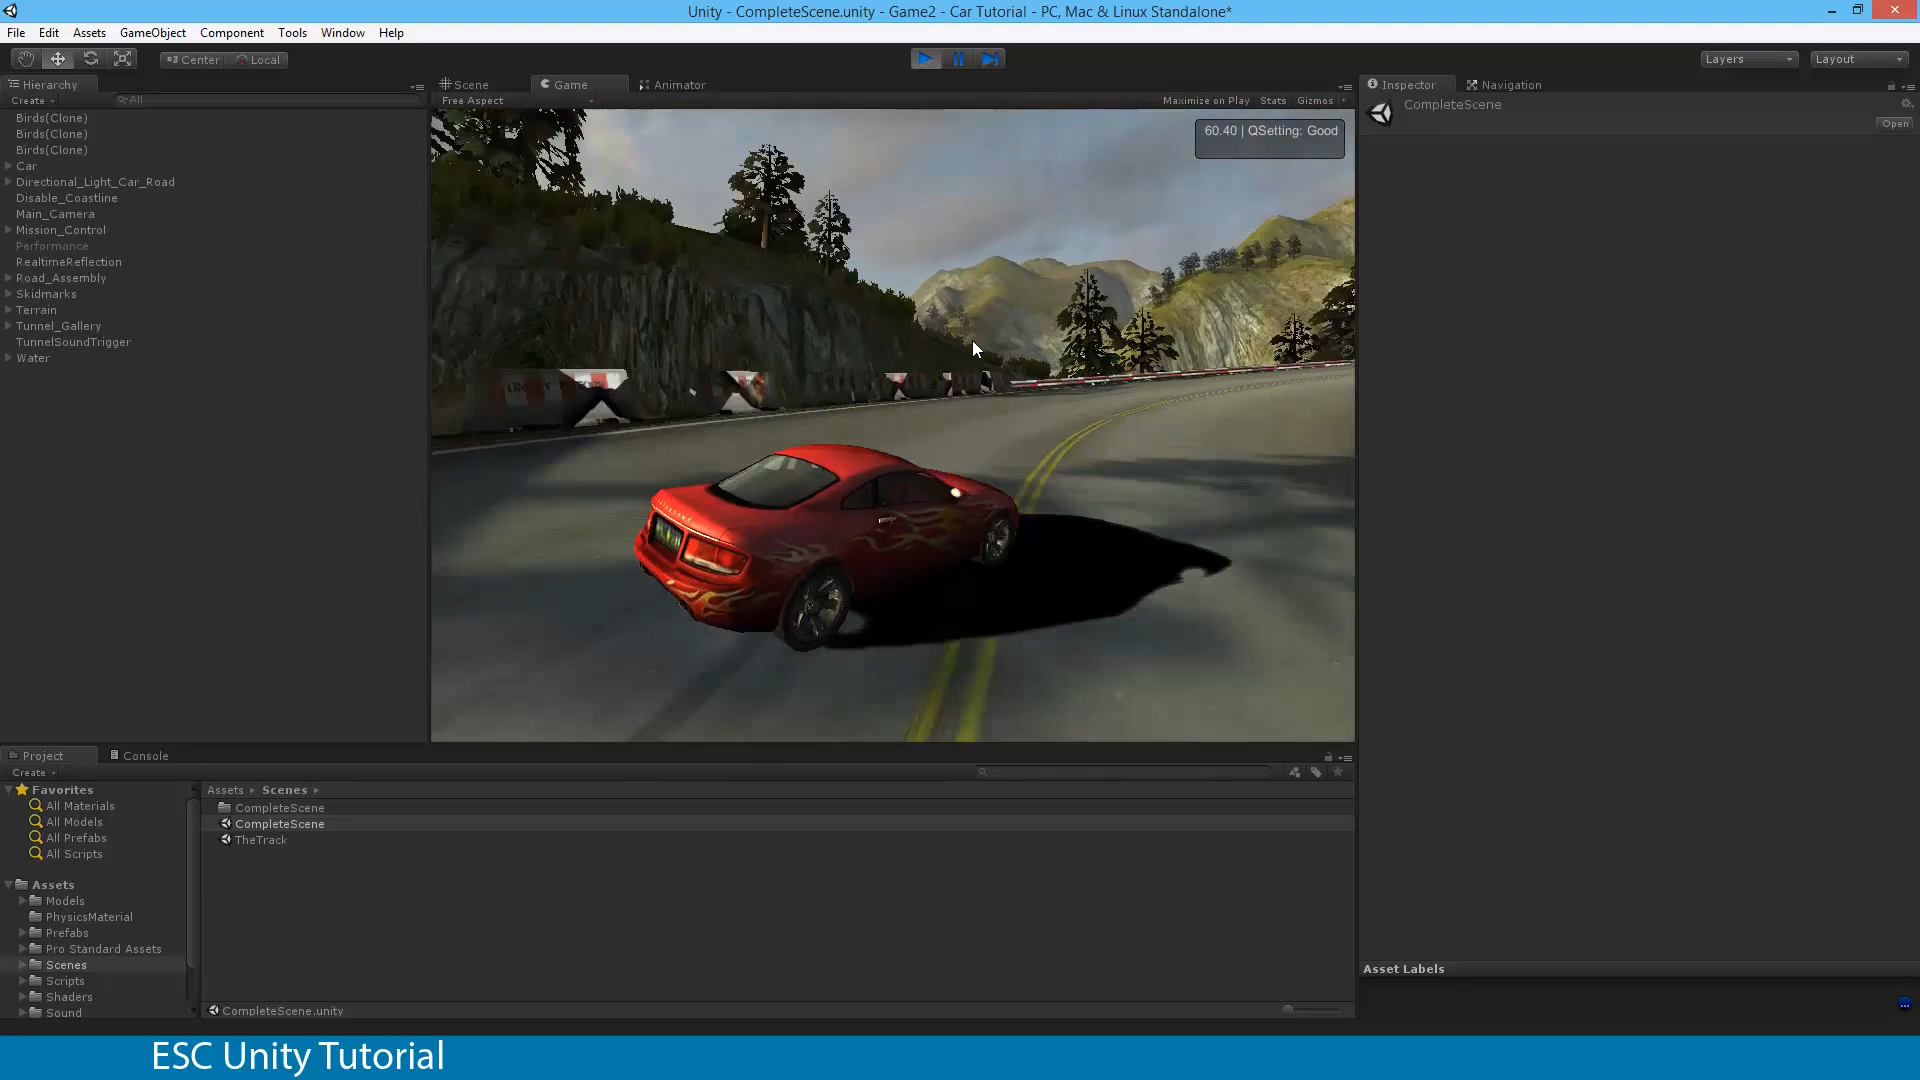 Unity - CompleteScene.unity - Game2 - Car Tutorial - PC, Mac & Linux Standalone*
File Edit Assets GameObject Component Tools Window Help
Center Local
Layers Layout
Hierarchy
Create All
Birds(Clone)
Birds(Clone)
Birds(Clone)
Car
Directional_Light_Car_Road
Disable_Coastline
Main_Camera
Mission_Control
Performance
RealtimeReflection
Road_Assembly
Skidmarks
Terrain
Tunnel_Gallery
TunnelSoundTrigger
Water
Scene Game Animator
Free Aspect Maximize on Play Stats Gizmos
60.40 | QSetting: Good
Inspector Navigation
CompleteScene
Open
Project Console
Create
Favorites
All Materials
All Models
All Prefabs
All Scripts
Assets
Models
PhysicsMaterial
Prefabs
Pro Standard Assets
Scenes
Scripts
Shaders
Sound
Assets Scenes
CompleteScene
CompleteScene
TheTrack
CompleteScene.unity
Asset Labels
ESC Unity Tutorial